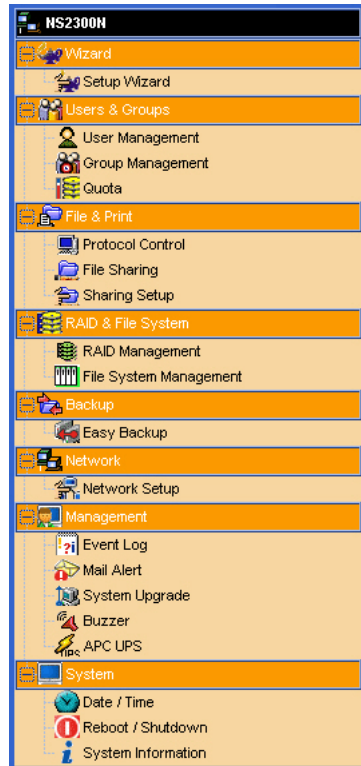 NS2300N
Wizard
Setup Wizard
Users & Groups
User Management
Group Management
Quota
File & Print
Protocol Control
File Sharing
Sharing Setup
RAID & File System
RAID Management
File System Management
Backup
Easy Backup
Network
Network Setup
Management
Event Log
Mail Alert
System Upgrade
Buzzer
UPS APC UPS
System
Date / Time
Reboot / Shutdown
System Information